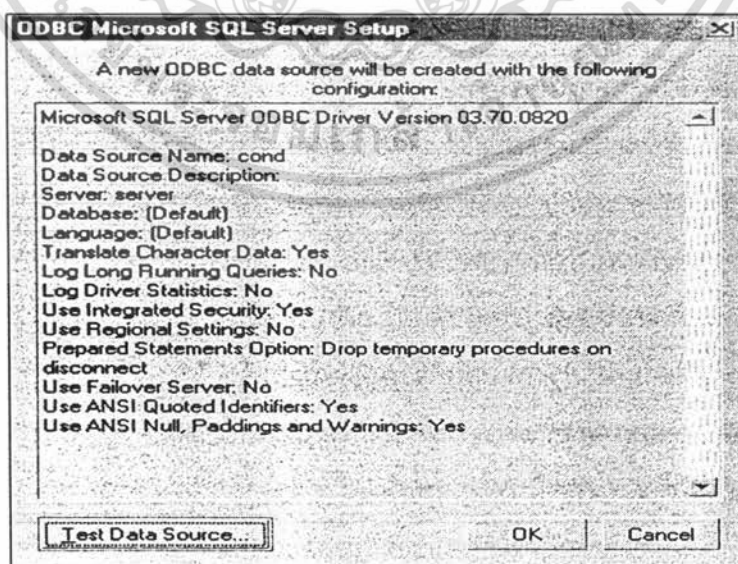 ODBC Microsoft SQL Server Setup
A new ODBC data source will be created with the following
configuration:
Microsoft SQL Server ODBC Driver Version 03.70.0820
Data Source Name: cond
Data Source Description:
Server: server
Database: (Default)
Language: (Default)
Translate Character Data: Yes
Log Long Running Queries: No
Log Driver Statistics: No
Use Integrated Security: Yes
Use Regional Settings: No
Prepared Statements Option: Drop temporary procedures on
disconnect
Use Failover Server: No
Use ANSI Quoted Identifiers: Yes
Use ANSI Null, Paddings and Warnings: Yes
Test Data Source...
OK
Cancel